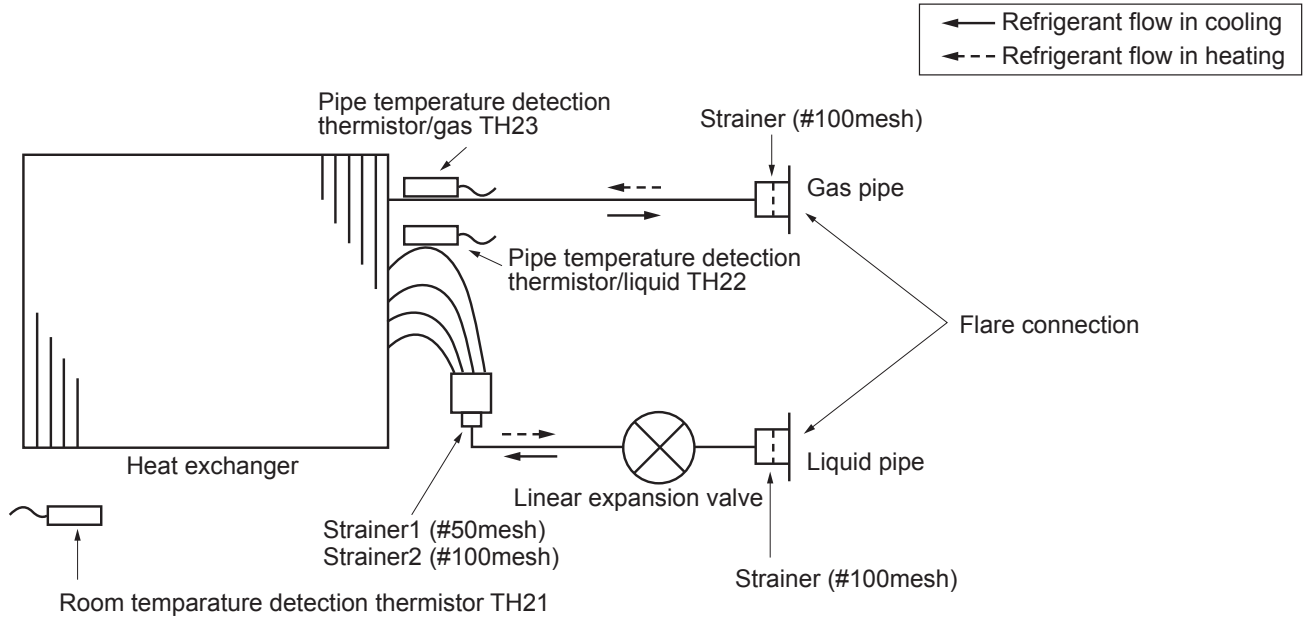 Refrigerant flow in cooling
Refrigerant flow in heating
Pipe temperature detection
thermistor/gas TH23
Strainer (#100mesh)
Gas pipe
Pipe temperature detection
thermistor/liquid TH22
Flare connection
Heat exchanger
Liquid pipe
Linear expansion valve
Strainer1 (#50mesh)
Strainer2 (#100mesh)
Strainer (#100mesh)
Room temparature detection thermistor TH21